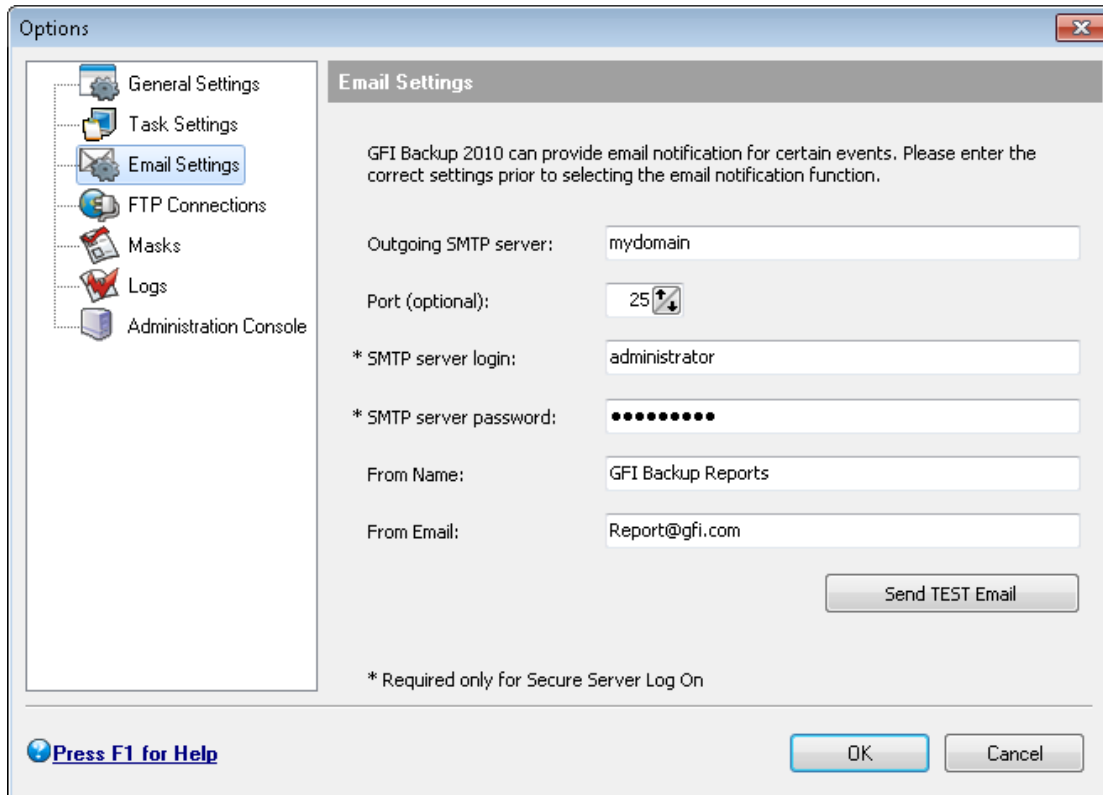 Options
General Settings
Task Settings
Email Settings
FTP Connections
Masks
Logs
Administration Console
Email Settings
GFI Backup 2010 can provide email notification for certain events. Please enter the
correct settings prior to selecting the email notification function.
Outgoing SMTP server: mydomain
Port (optional): 25
* SMTP server login: administrator
* SMTP server password: ●●●●●●●●●
From Name: GFI Backup Reports
From Email: Report@gfi.com
Send TEST Email
* Required only for Secure Server Log On
Press F1 for Help
OK Cancel